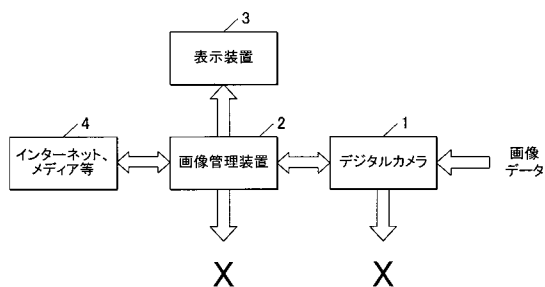 3
表示装置
4
2
1
インターネット、
メディア等
画像管理装置
デジタルカメラ
画像
データ
X
X